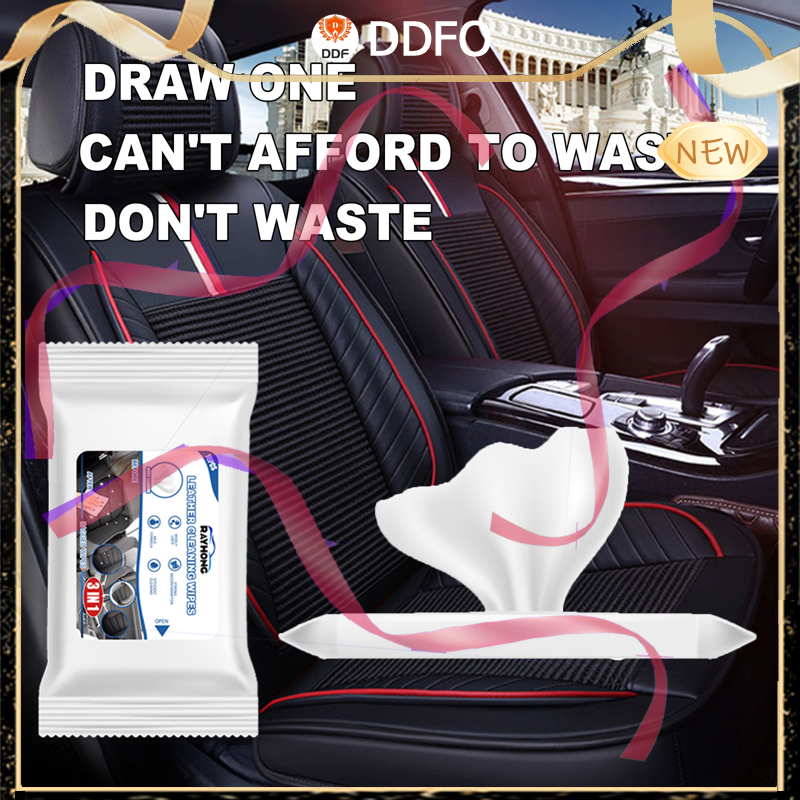 DDFO
DDF
DRAW ONE
CAN'T AFFORD TO WAS
NEW
DON'T WASTE
RAYHONG
LEATHER CLEANING WIPES
3 IN 1
OPEN